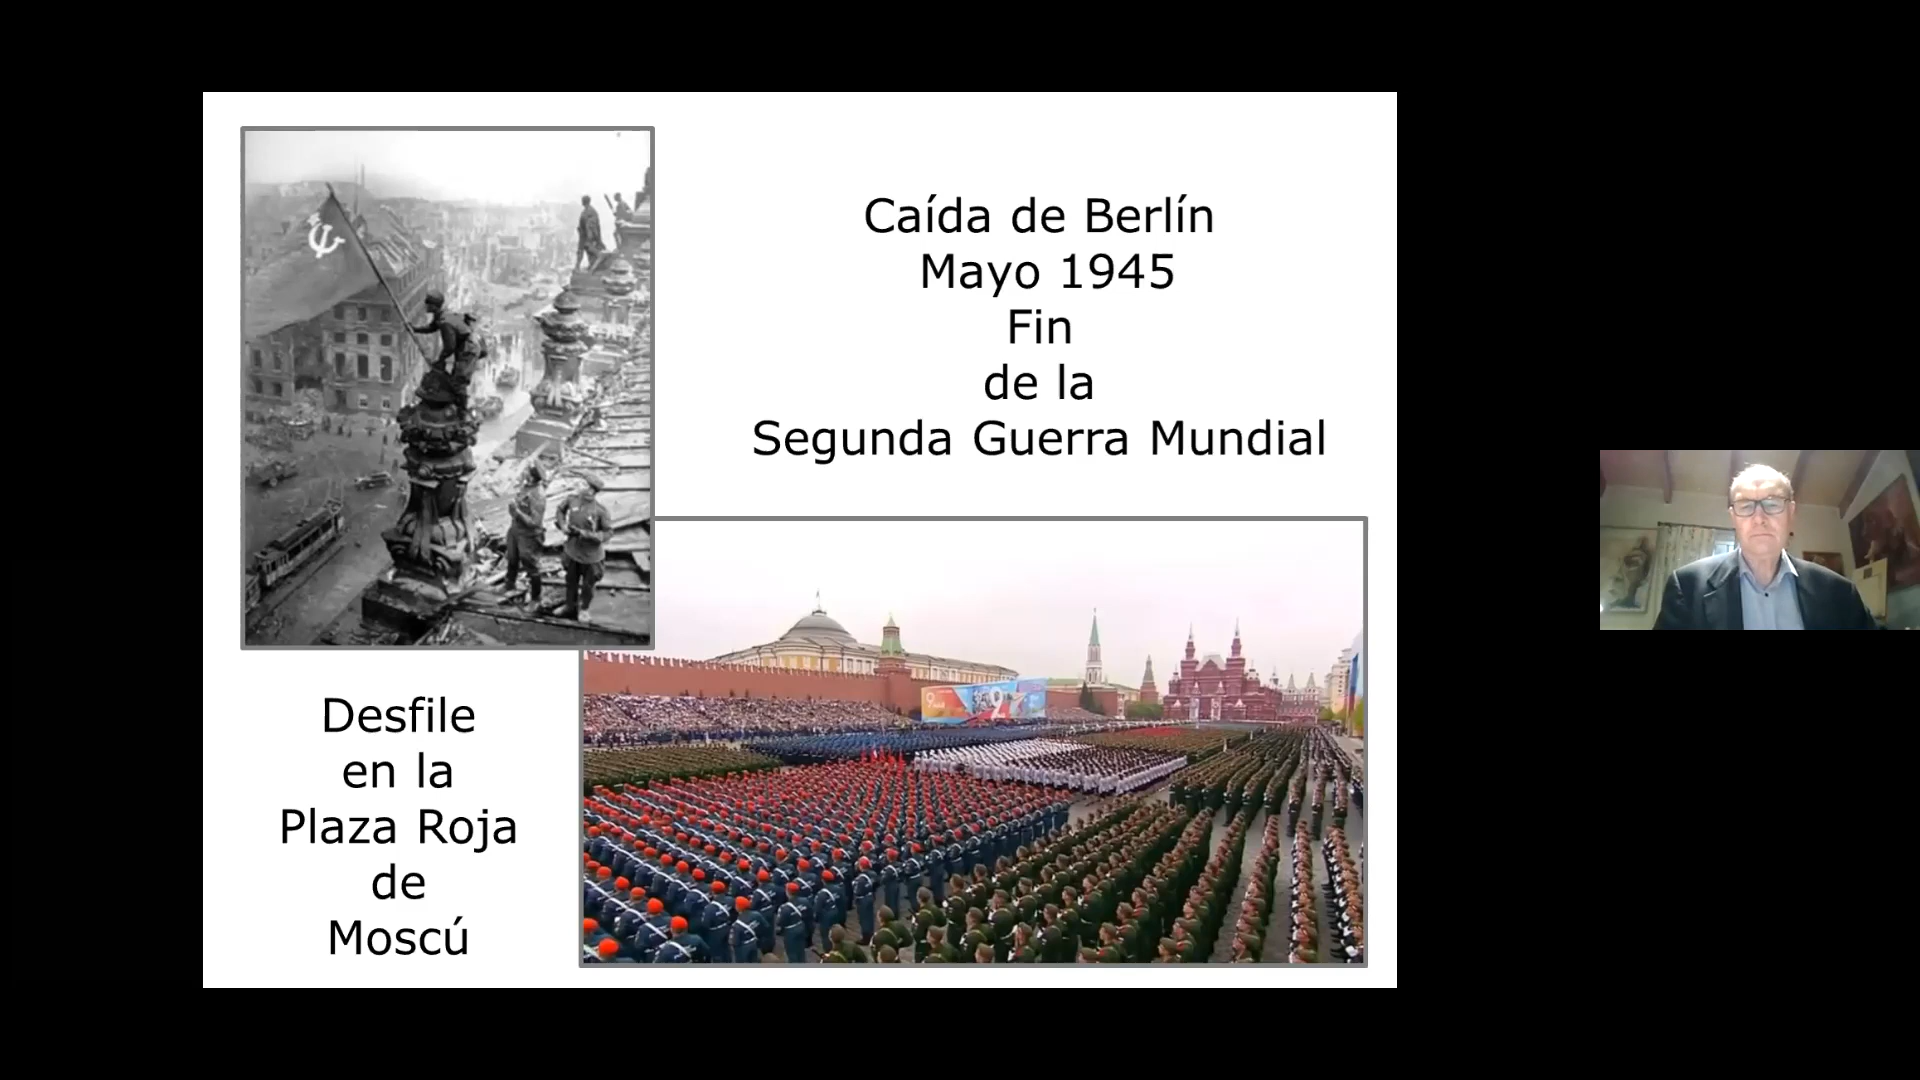 Caída de Berlín
Mayo 1945
Fin
de la
Segunda Guerra Mundial
Desfile
en la
Plaza Roja
de
Moscú